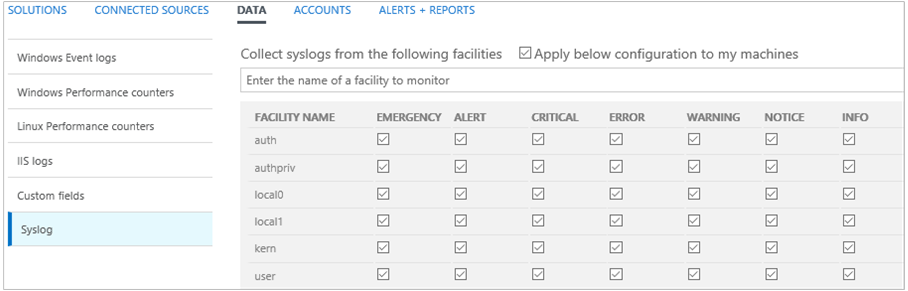 SOLUTIONS CONNECTED SOURCES DATA ACCOUNTS ALERTS + REPORTS
Windows Event logs
Windows Performance counters
Linux Performance counters
IIS logs
Custom fields
Syslog
Collect syslogs from the following facilities Apply below configuration to my machines
Enter the name of a facility to monitor
FACILITY NAME EMERGENCY ALERT CRITICAL ERROR WARNING NOTICE INFO
auth
authpriv
local0
local1
kern
user